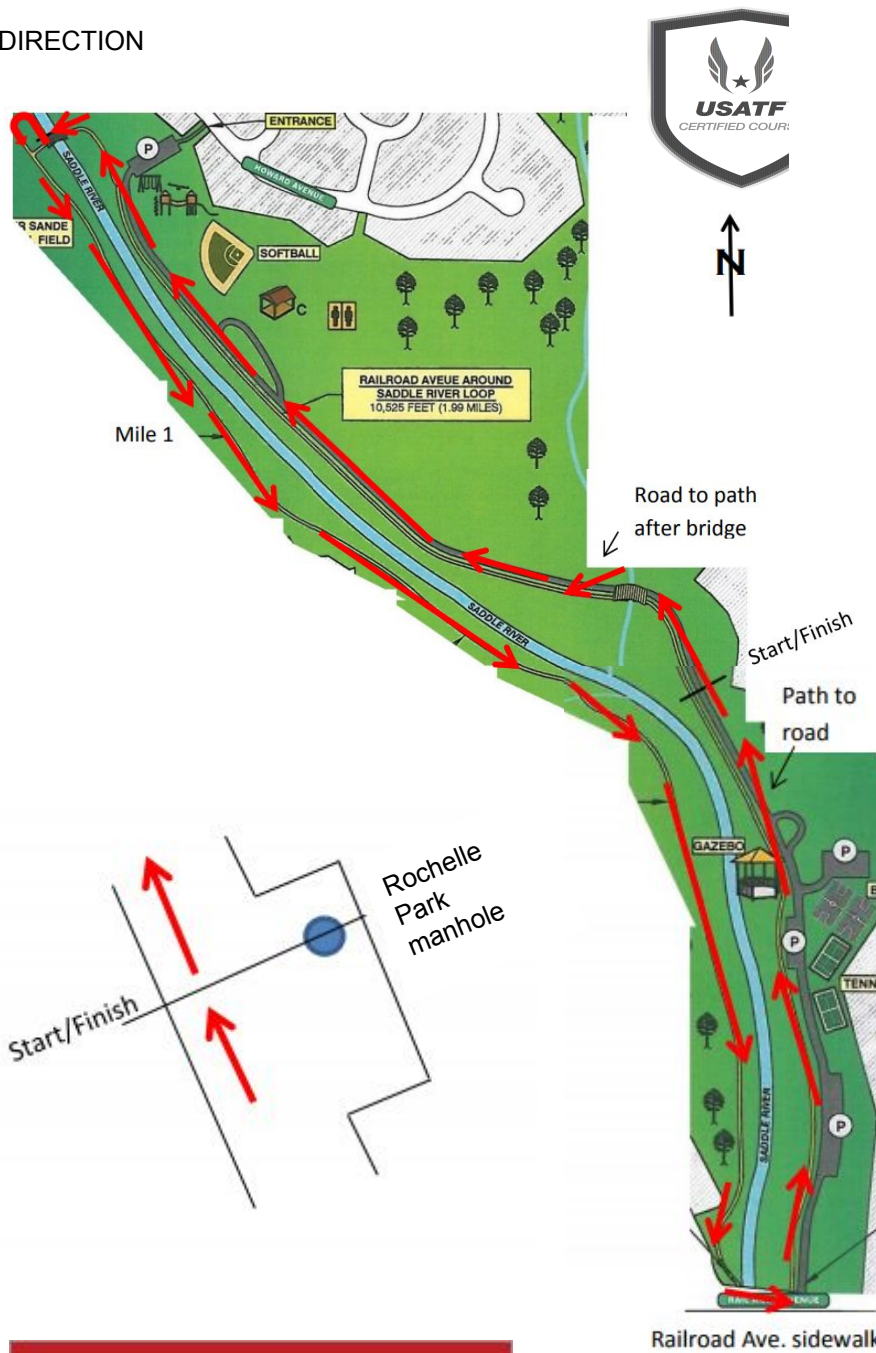 DIRECTION
USATF
CERTIFIED COUR
ENTRANCE
P
HOWARD AVENUE
SADDLE RIVER
R SANDE
FIELD
SOFTBALL
C
N
RAILROAD AVEUE AROUND
SADDLE RIVER LOOP
10,525 FEET (1.99 MILES)
Mile 1
Road to path
after bridge
SADDLE RIVER
Start/Finish
Path to
road
GAZEBO
P
P
TENN
Rochelle
Park
manhole
Start/Finish
SADDLE RIVER
P
Railroad Ave. sidewalk